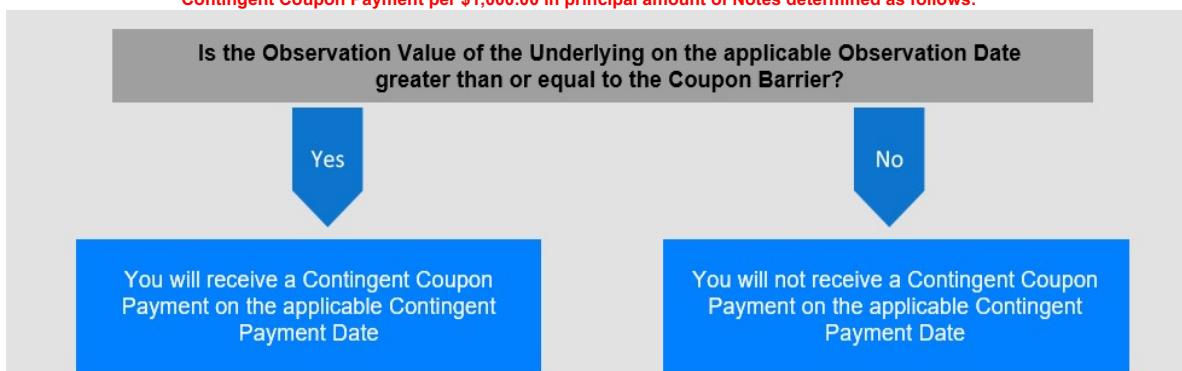 Contingent Coupon Payment per $1,000.00 in principal amount of Notes determined as follows:
Is the Observation Value of the Underlying on the applicable Observation Date
greater than or equal to the Coupon Barrier?
Yes
No
You will receive a Contingent Coupon
Payment on the applicable Contingent
Payment Date
You will not receive a Contingent Coupon
Payment on the applicable Contingent
Payment Date